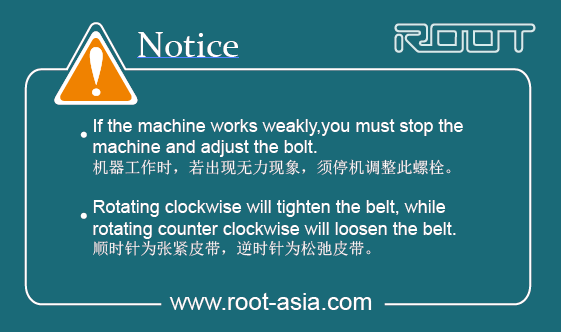 Notice
ROOT
If the machine works weakly,you must stop the
machine and adjust the bolt.
机器工作时，若出现无力现象，须停机调整此螺栓。
Rotating clockwise will tighten the belt, while
rotating counter clockwise will loosen the belt.
顺时针为张紧皮带，逆时针为松弛皮带。
www.root-asia.com